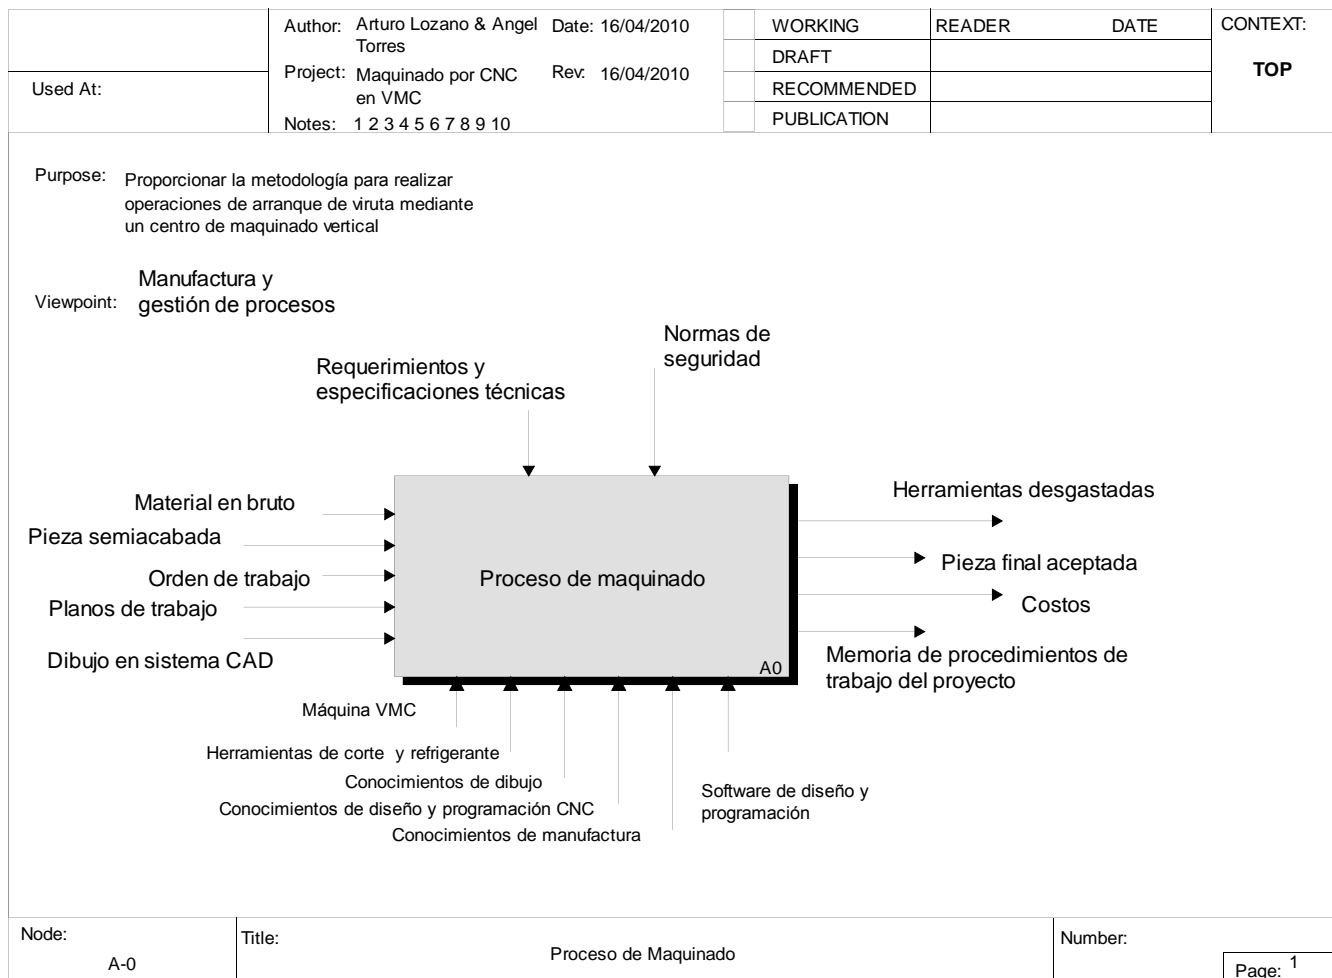 Used At:
Author: Arturo Lozano & Angel
Torres
Date: 16/04/2010
Project: Maquinado por CNC
en VMC
Rev: 16/04/2010
Notes: 1 2 3 4 5 6 7 8 9 10
WORKING
DRAFT
RECOMMENDED
PUBLICATION
READER DATE
CONTEXT:
TOP
Purpose: Proporcionar la metodología para realizar
operaciones de arranque de viruta mediante
un centro de maquinado vertical
Viewpoint: Manufactura y
gestión de procesos
Requerimientos y
especificaciones técnicas
Normas de
seguridad
Material en bruto
Pieza semiacabada
Orden de trabajo
Planos de trabajo
Dibujo en sistema CAD
Proceso de maquinado
A0
Herramientas desgastadas
Pieza final aceptada
Costos
Memoria de procedimientos de
trabajo del proyecto
Máquina VMC
Herramientas de corte y refrigerante
Conocimientos de dibujo
Conocimientos de diseño y programación CNC
Conocimientos de manufactura
Software de diseño y
programación
Node:
A-0
Title:
Proceso de Maquinado
Number:
Page: 1